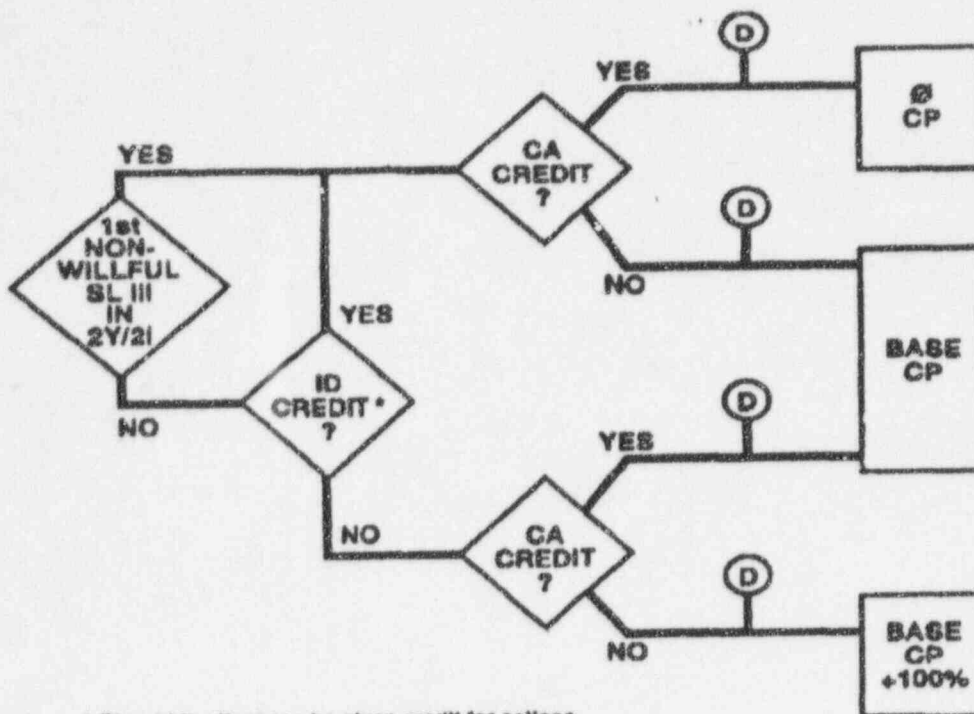 D
YES
Ø
CP
CA
CREDIT
?
YES
D
1st
NON-
WILLFUL
SL III
IN
2Y/2I
NO
YES
BASE
CP
ID
CREDIT*
?
D
NO
YES
NO
CA
CREDIT
?
D
NO
BASE
CP
+100%